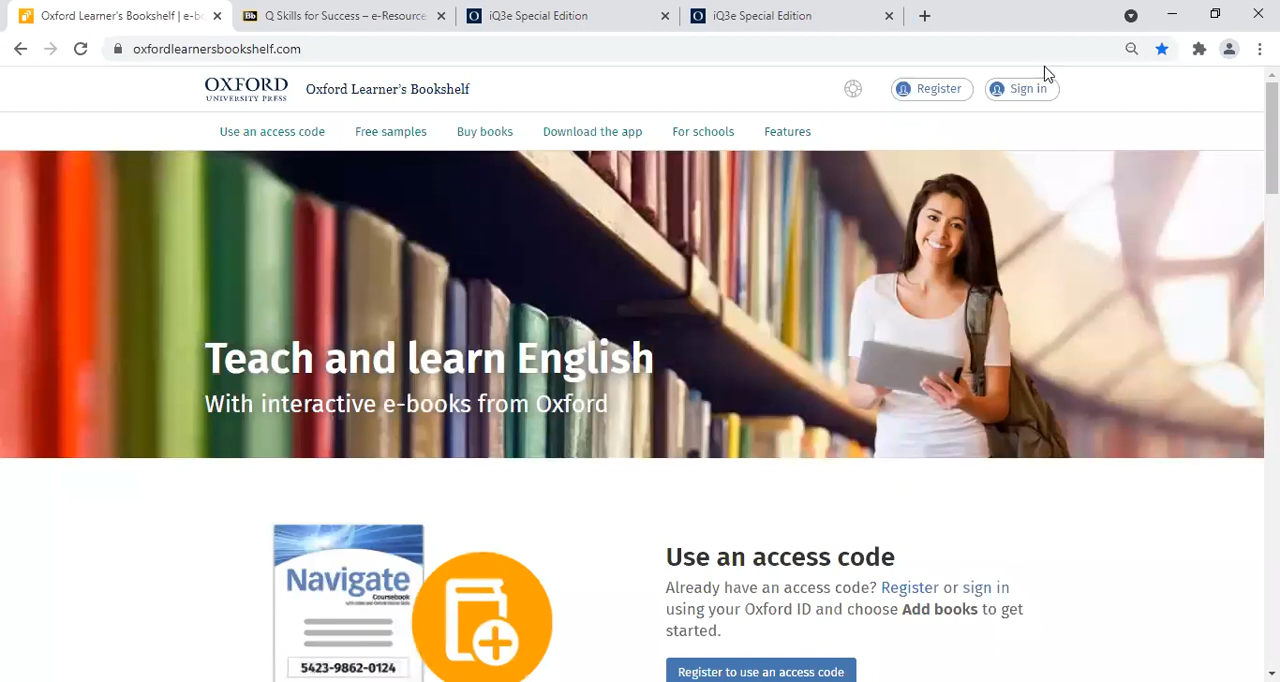 Oxford Learner's Bookshelf | e-bo
Q Skills for Success – e-Resource
iQ3e Special Edition
iQ3e Special Edition
oxfordlearnersbookshelf.com
OXFORD
UNIVERSITY PRESS
Oxford Learner's Bookshelf
Register
Sign in
Use an access code
Free samples
Buy books
Download the app
For schools
Features
Teach and learn English
With interactive e-books from Oxford
Navigate
Coursebook
5423-9862-0124
Use an access code
Already have an access code? Register or sign in
using your Oxford ID and choose Add books to get
started.
Register to use an access code